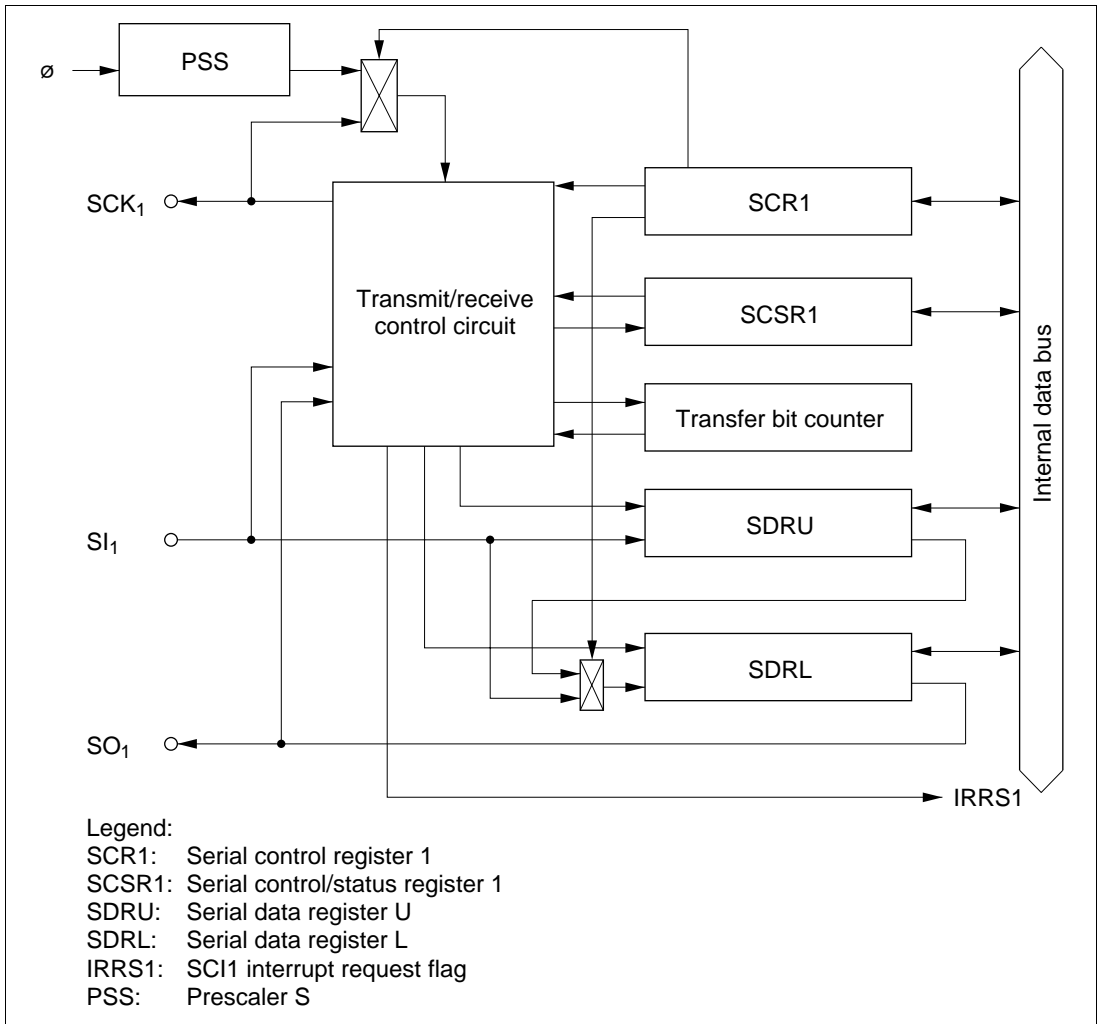 ø
PSS
SCK1
SCR1
Transmit/receive
control circuit
SCSR1
Transfer bit counter
Internal data bus
SI1
SDRU
SDRL
SO1
IRRS1
Legend:
SCR1: Serial control register 1
SCSR1: Serial control/status register 1
SDRU: Serial data register U
SDRL: Serial data register L
IRRS1: SCI1 interrupt request flag
PSS: Prescaler S